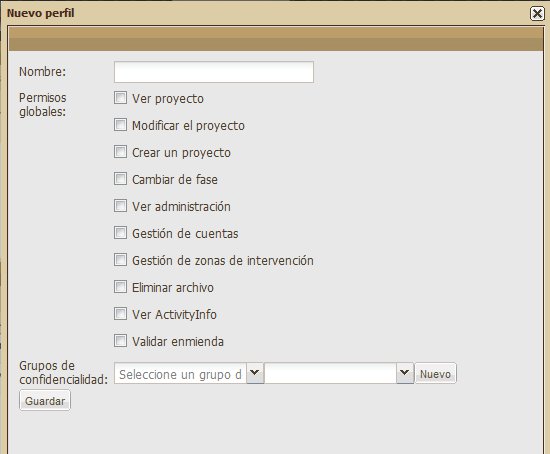 Nuevo perfil
Nombre:
Permisos
globales:
Ver proyecto
Modificar el proyecto
Crear un proyecto
Cambiar de fase
Ver administración
Gestión de cuentas
Gestión de zonas de intervención
Eliminar archivo
Ver ActivityInfo
Validar enmienda
Grupos de
confidencialidad:
Seleccione un grupo d
Nuevo
Guardar